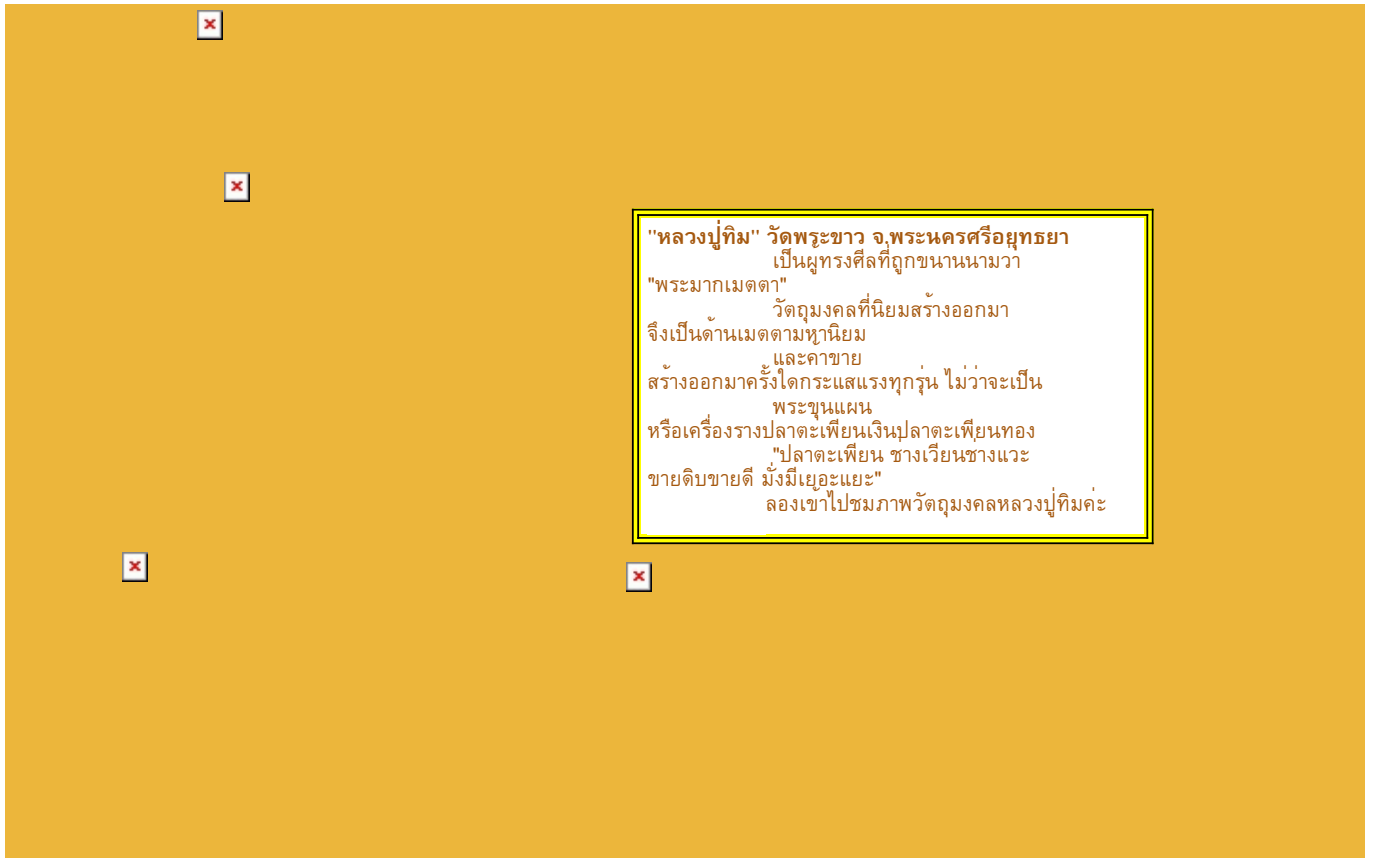 "หลวงปู่ทิม" วัดพระขาว จ.พระนครศรีอยุทธยา
เป็นผู้ทรงศีลที่ถูกขนานนามว่า
"พระมากเมตตา"
วัตถุมงคลที่นิยมสร้างออกมา
จึงเป็นด้านเมตตามหานิยม
และค้าขาย
สร้างออกมาครั้งใดกระแสแรงทุกรุ่น ไม่ว่าจะเป็น
พระขุนแผน
หรือเครื่องรางปลาตะเพียนเงินปลาตะเพียนทอง
"ปลาตะเพียน ช่างเวียนช่างแวะ
ขายดิบขายดี มั่งมีเยอะแยะ"
ลองเข้าไปชมภาพวัตถุมงคลหลวงปู่ทิมค่ะ